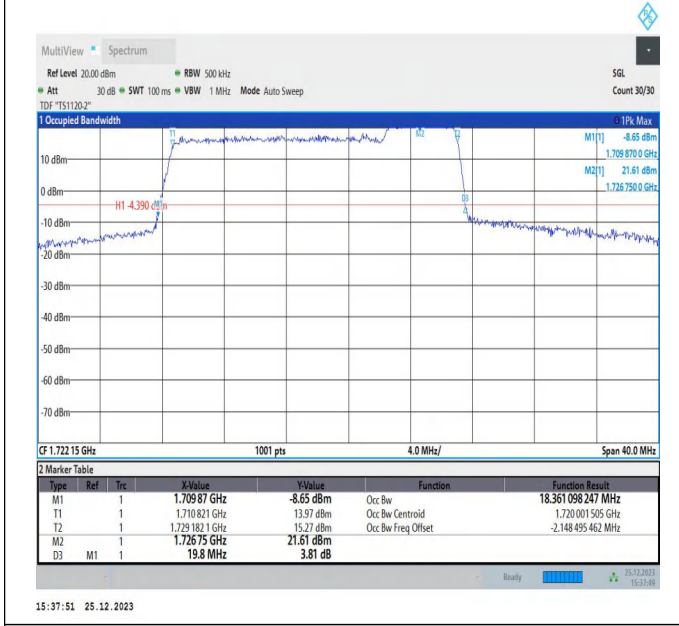 R S
MultiView Spectrum
Ref Level 20.00 dBm RBW 500 kHz SGL
Att 30 dB SWT 100 ms VBW 1 MHz Mode Auto Sweep Count 30/30
TDF "TS1120-2"
1 Occupied Bandwidth 1Pk Max
M1[1] -8.65 dBm
1.709 870 0 GHz
M2[1] 21.61 dBm
1.726 750 0 GHz
T1 M2 T2
10 dBm
0 dBm
H1 -4.390 M1 D3
-10 dBm
-20 dBm
-30 dBm
-40 dBm
-50 dBm
-60 dBm
-70 dBm
CF 1.722 15 GHz 1001 pts 4.0 MHz/ Span 40.0 MHz
2 Marker Table
Type Ref Trc X-Value Y-Value Function Function Result
M1 1 1.709 87 GHz -8.65 dBm Occ Bw 18.361 098 247 MHz
T1 1 1.710 821 GHz 13.97 dBm Occ Bw Centroid 1.720 001 505 GHz
T2 1 1.729 182 1 GHz 15.27 dBm Occ Bw Freq Offset -2.148 495 462 MHz
M2 1 1.726 75 GHz 21.61 dBm
D3 M1 1 19.8 MHz 3.81 dB
Ready 25.12.2023
15:37:49
15:37:51 25.12.2023